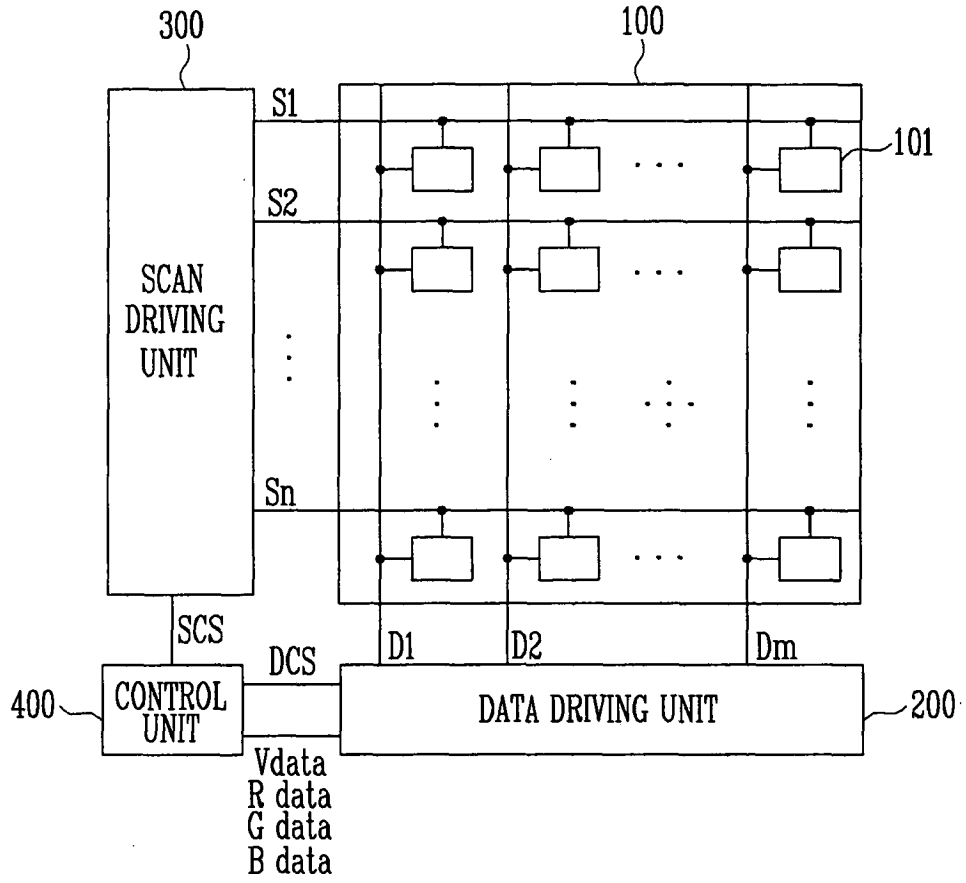 300
100
S1
101
S2
SCAN
DRIVING
UNIT
Sn
SCS
D1
D2
Dm
DCS
400
CONTROL
UNIT
DATA DRIVING UNIT
200
Vdata
R data
G data
B data